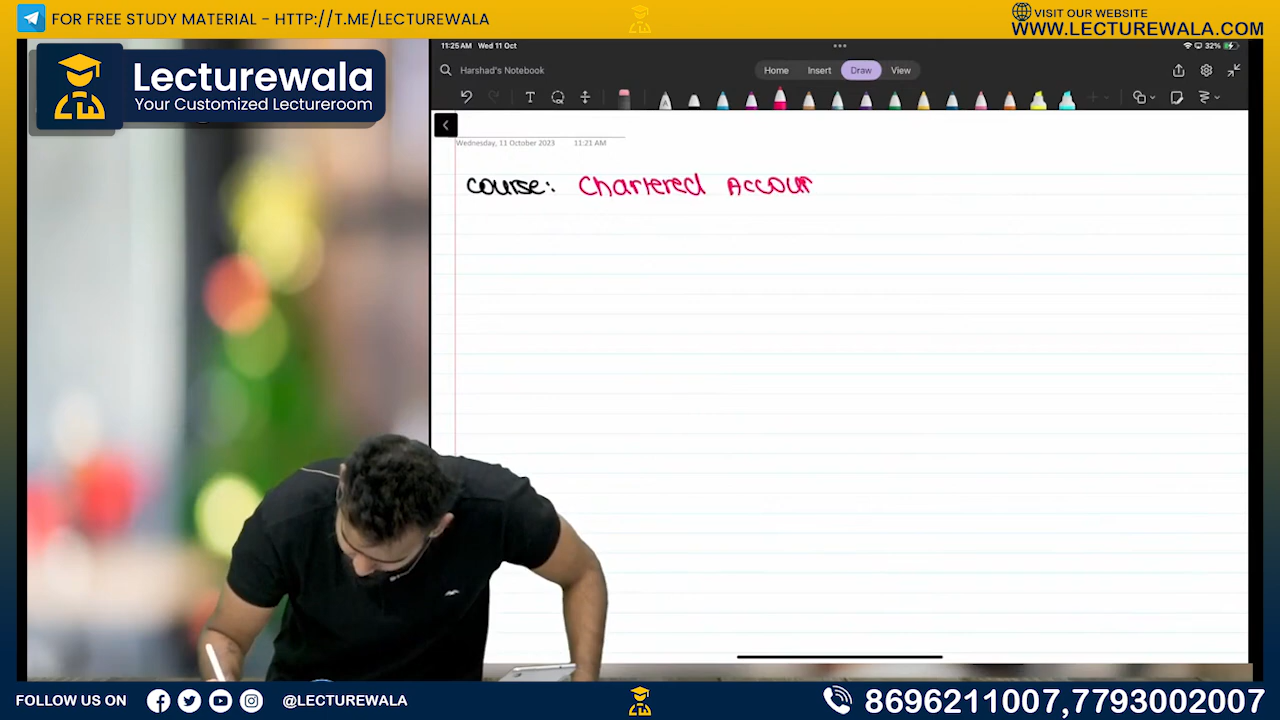 FOR FREE STUDY MATERIAL - HTTP://T.ME/LECTUREWALA
VISIT OUR WEBSITE
WWW.LECTUREWALA.COM
Lecturewala
Your Customized Lectureroom
11:25 AM Wed 11 Oct
32%
Harshad's Notebook
Home Insert Draw View
Wednesday, 11 October 2023 11:21 AM
course: Chartered Accour
FOLLOW US ON
@LECTUREWALA
8696211007,7793002007